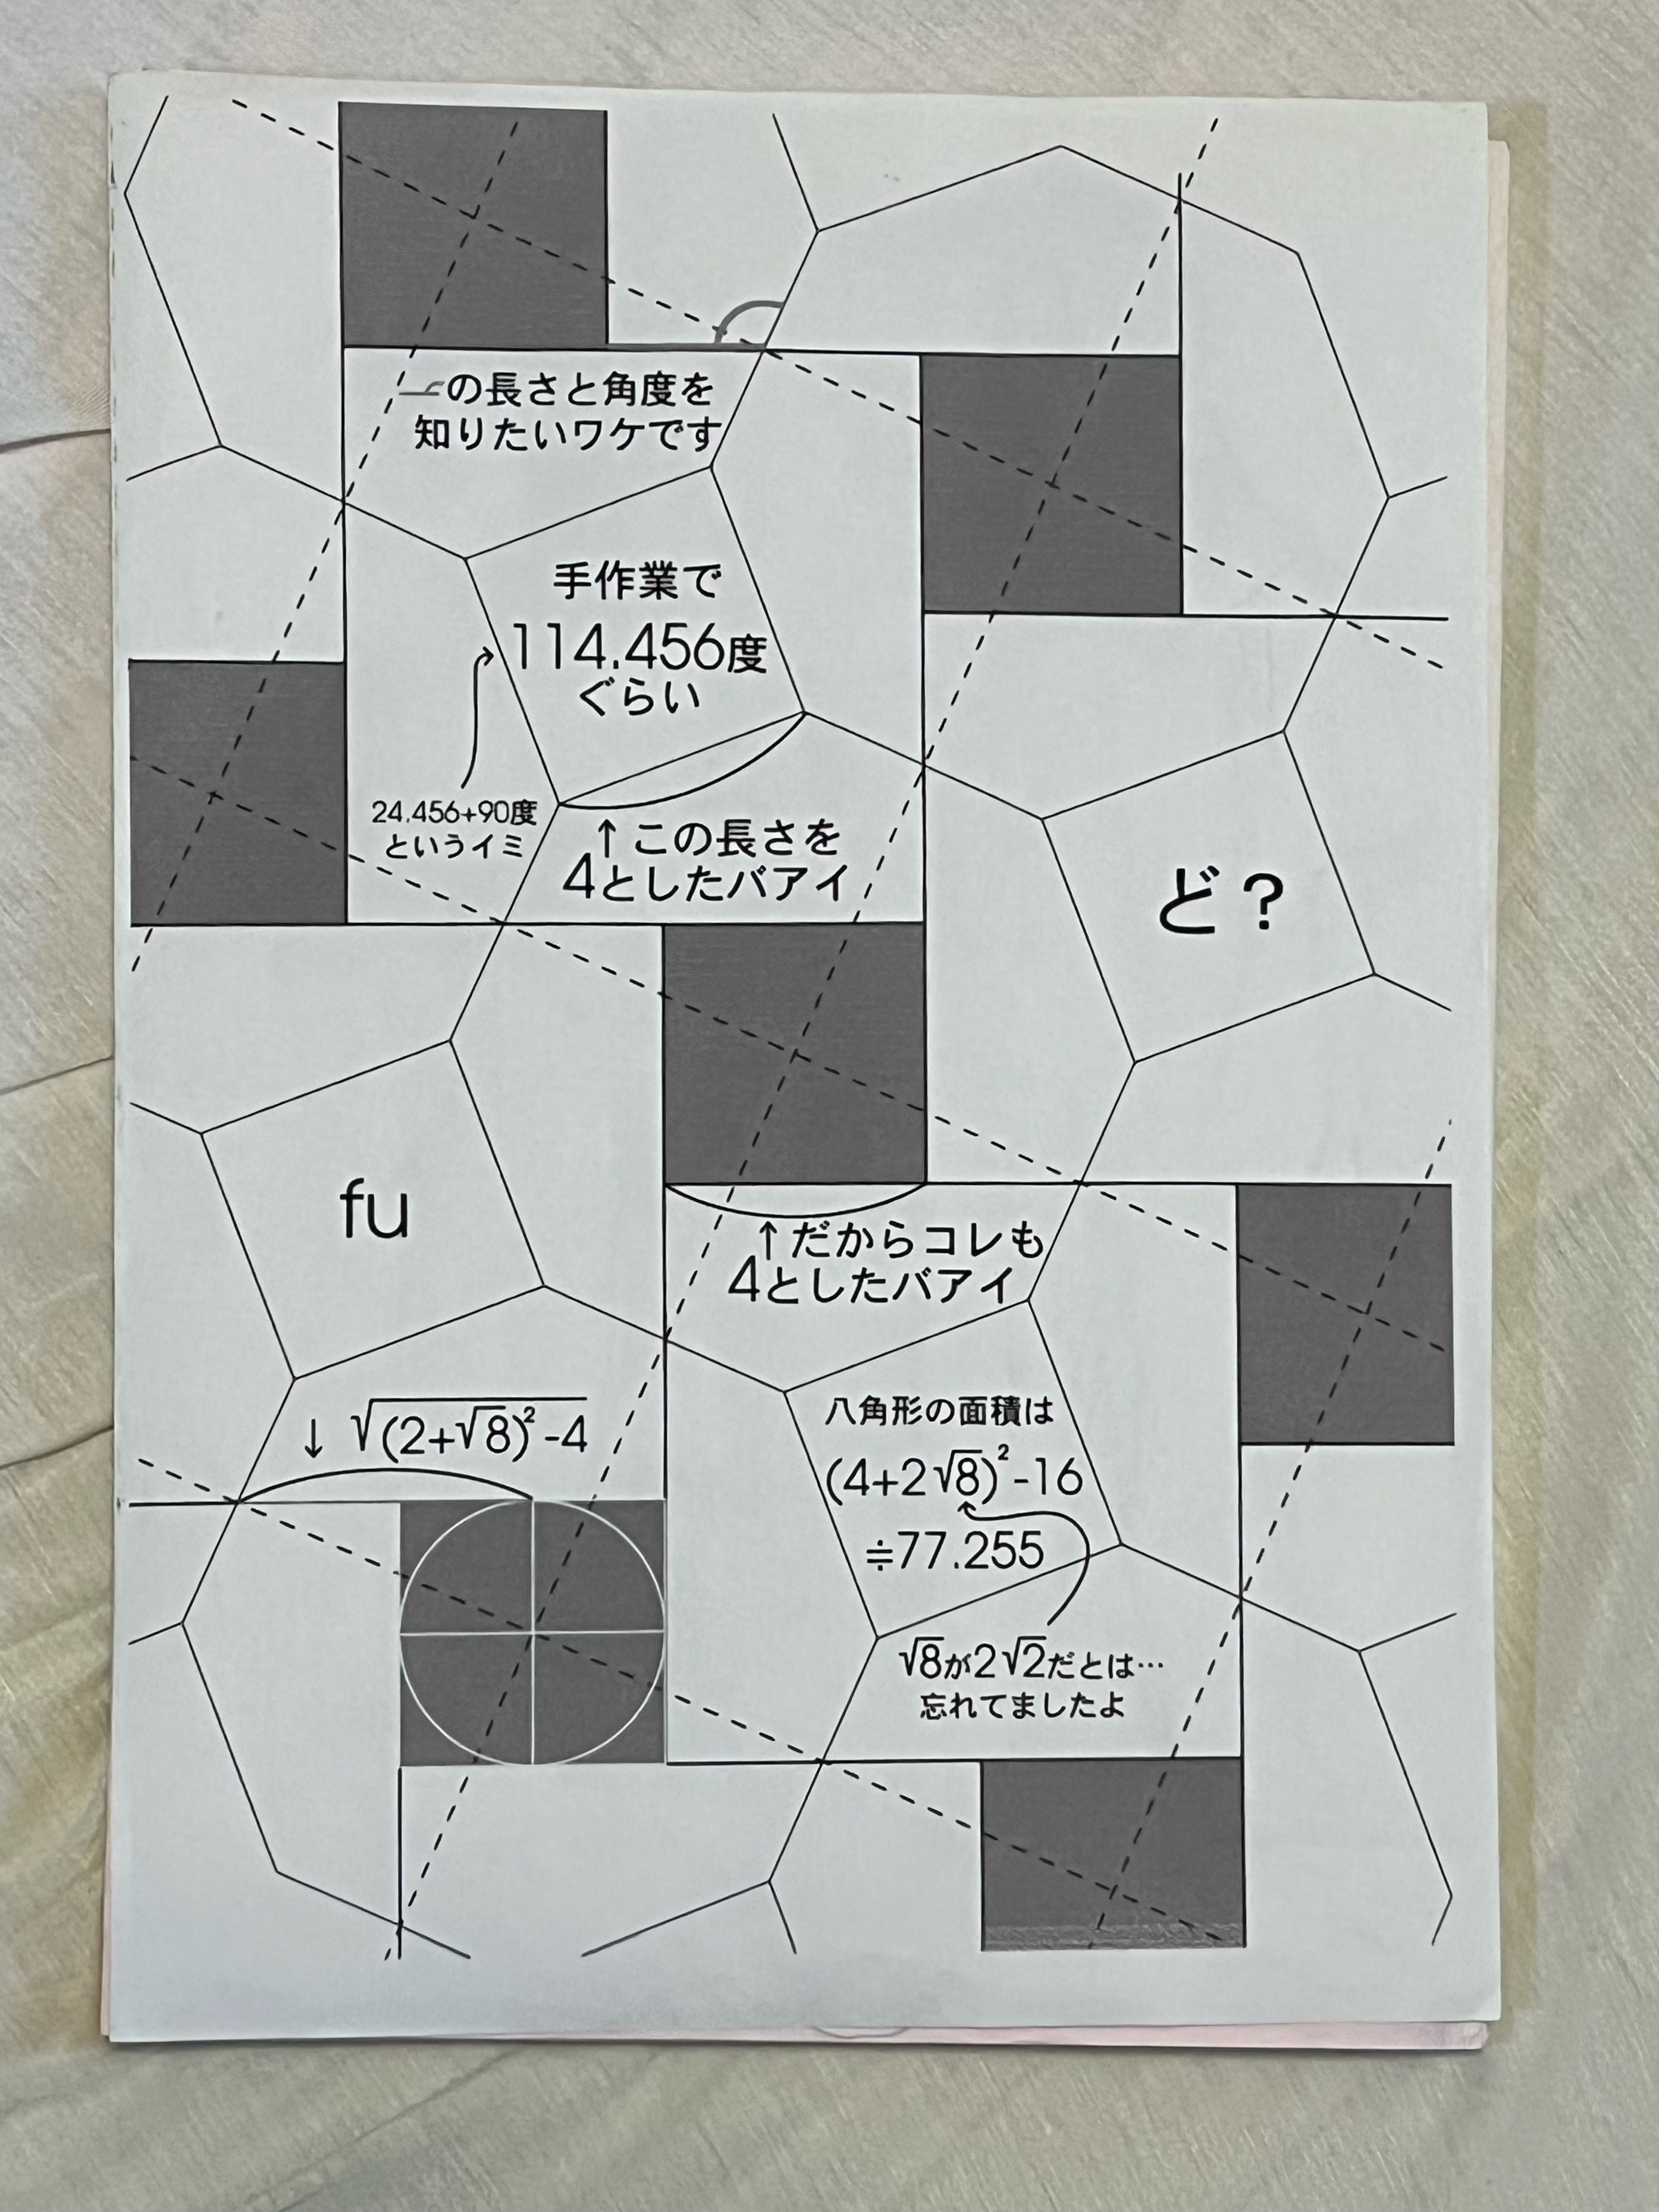 の長さと角度を
知りたいワケです
手作業で
114.456度
ぐらい
24.456+90度
というイミ
↑この長さを
4としたバアイ
ど?
fu
↑だからコレも
4としたバアイ
↓ √(2+√8)²-4
八角形の面積は
(4+2√8)²-16
≑77.255
√8が2√2だとは…
忘れてましたよ